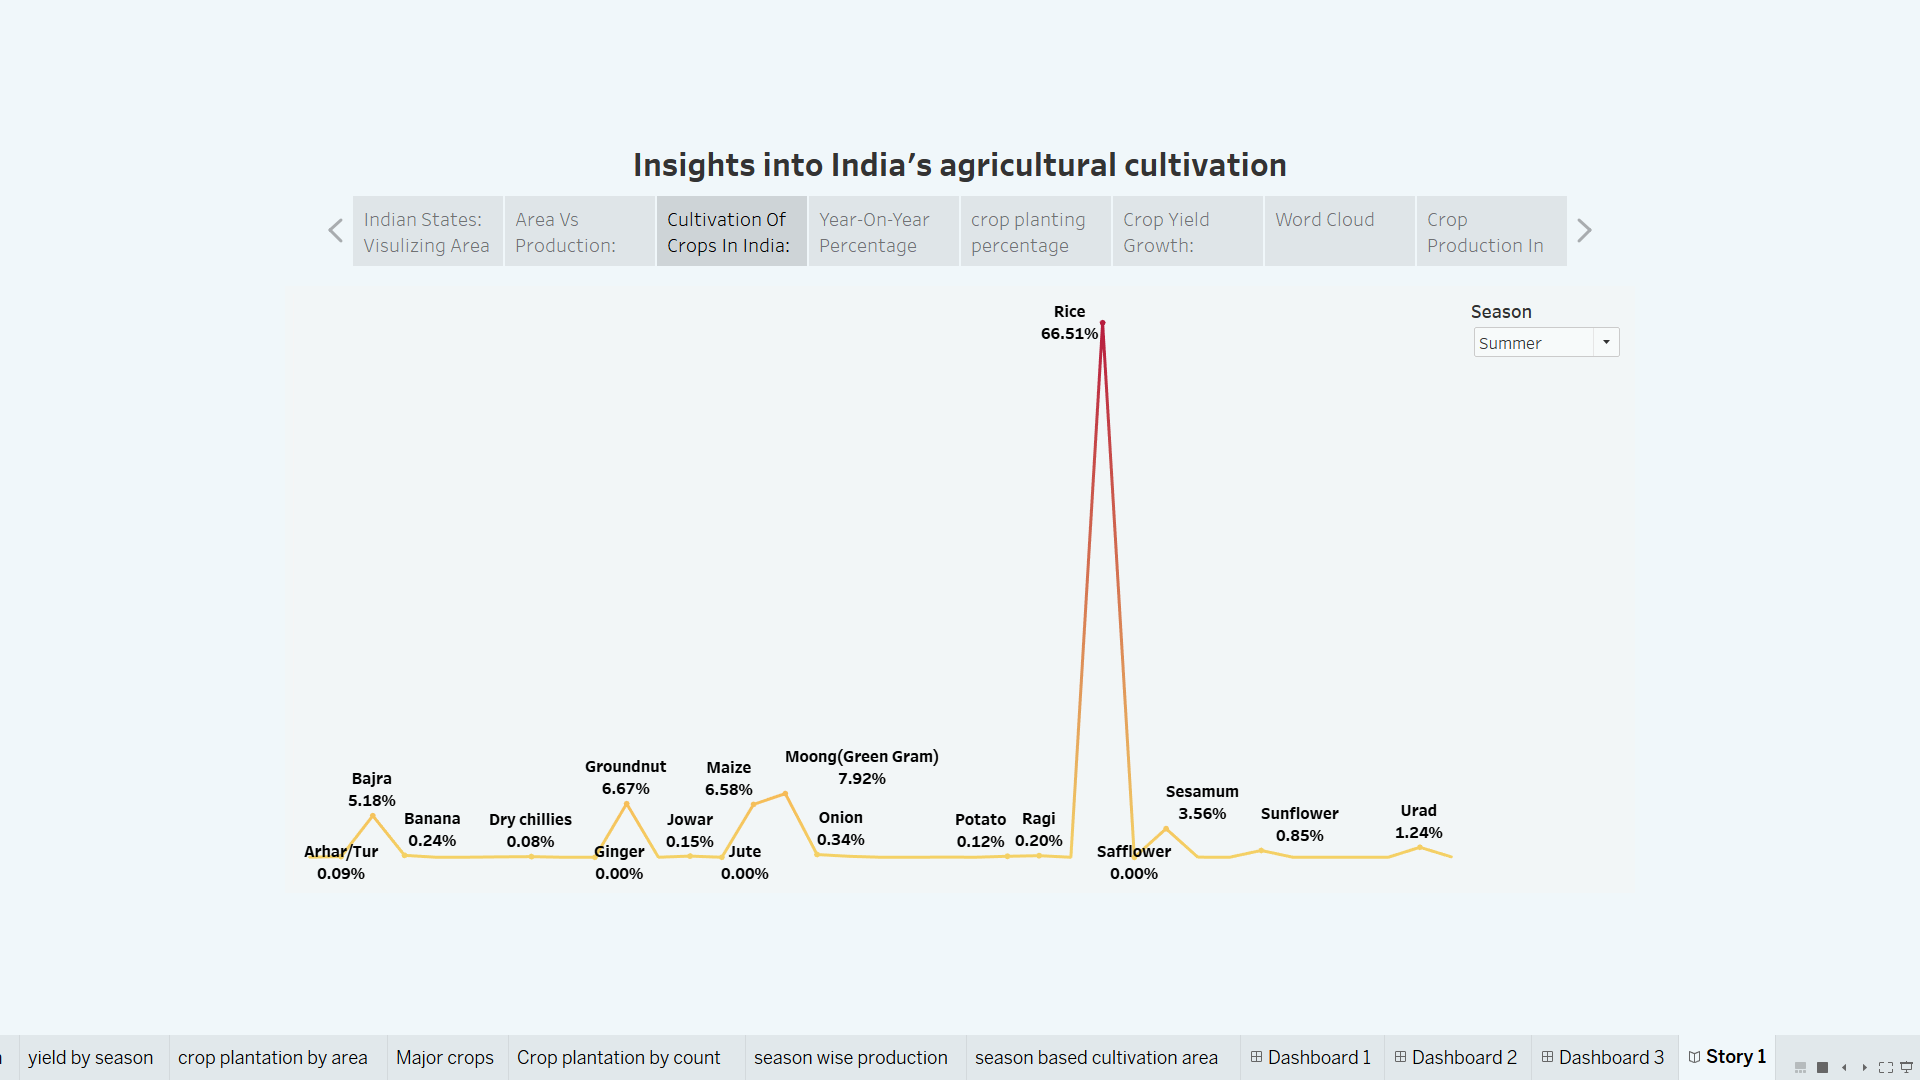 Insights into India’s agricultural cultivation
Indian States:
Visulizing Area
Area Vs
Production:
Cultivation Of
Crops In India:
Year-On-Year
Percentage
crop planting
percentage
Crop Yield
Growth:
Word Cloud
Crop
Production In
Season
Summer
Rice
66.51%
Moong(Green Gram)
7.92%
Groundnut
6.67%
Maize
6.58%
Bajra
5.18%
Sesamum
3.56%
Urad
1.24%
Sunflower
0.85%
Banana
0.24%
Dry chillies
0.08%
Jowar
0.15%
Onion
0.34%
Potato
0.12%
Ragi
0.20%
Arhar/Tur
0.09%
Ginger
0.00%
Jute
0.00%
Safflower
0.00%
yield by season
crop plantation by area
Major crops
Crop plantation by count
season wise production
season based cultivation area
Dashboard 1
Dashboard 2
Dashboard 3
Story 1